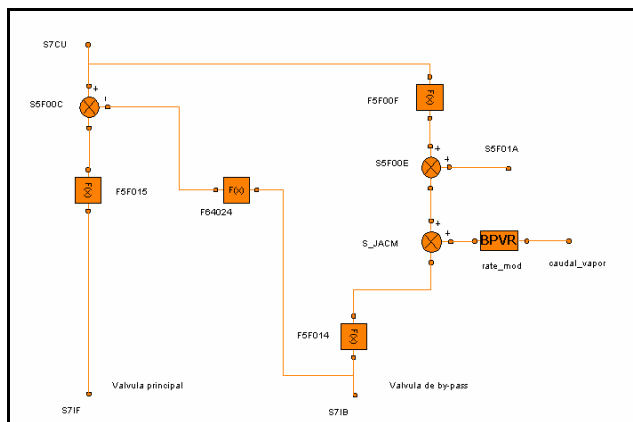 S7CU
S5F00C
+
-
F(x)
F5F00F
+
+
S5F00E
S5F01A
F(x)
F5F015
F(x)
F64024
+
+
S_JACM
BPVR
rate_mod
caudal_vapor
F(x)
F5F014
Valvula principal
Valvula de by-pass
S7IF
S7IB